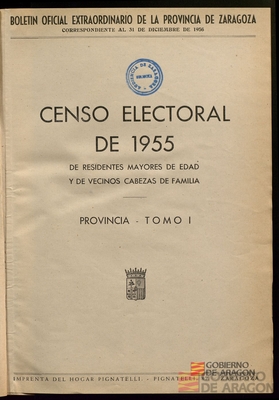 BOLETIN OFICIAL EXTRAORDINARIO DE LA PROVINCIA DE ZARAGOZA
CORRESPONDIENTE AL 31 DE DICIEMBRE DE 1956
CENSO ELECTORAL
DE 1955
DE RESIDENTES MAYORES DE EDAD
Y DE VECINOS CABEZAS DE FAMILIA
PROVINCIA - TOMO I
IMPRENTA DEL HOGAR PIGNATELLI. - PIGNATELLI
ZARAGOZA
GOBIERNO
DE ARAGON